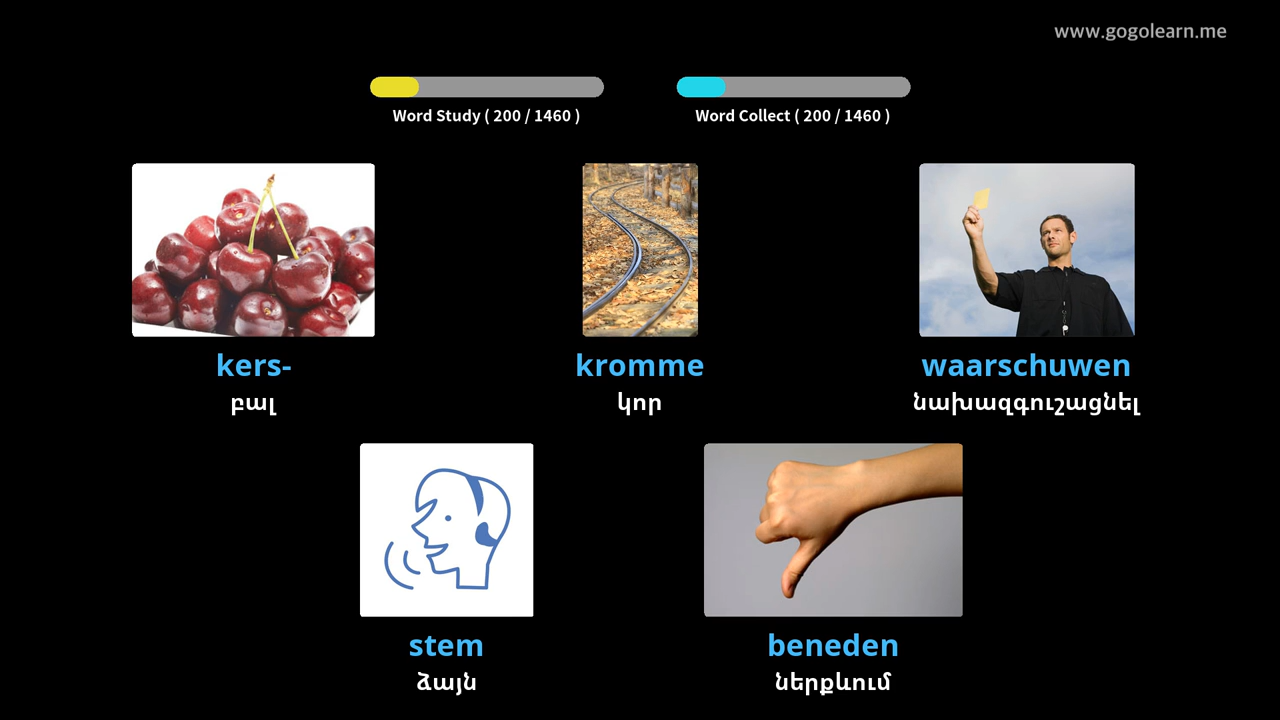 www.gogolearn.me
Word Study ( 200 / 1460 )
Word Collect ( 200 / 1460 )
kers-
բալ
kromme
կոր
waarschuwen
նախազգուշացնել
stem
ձայն
beneden
ներքևում